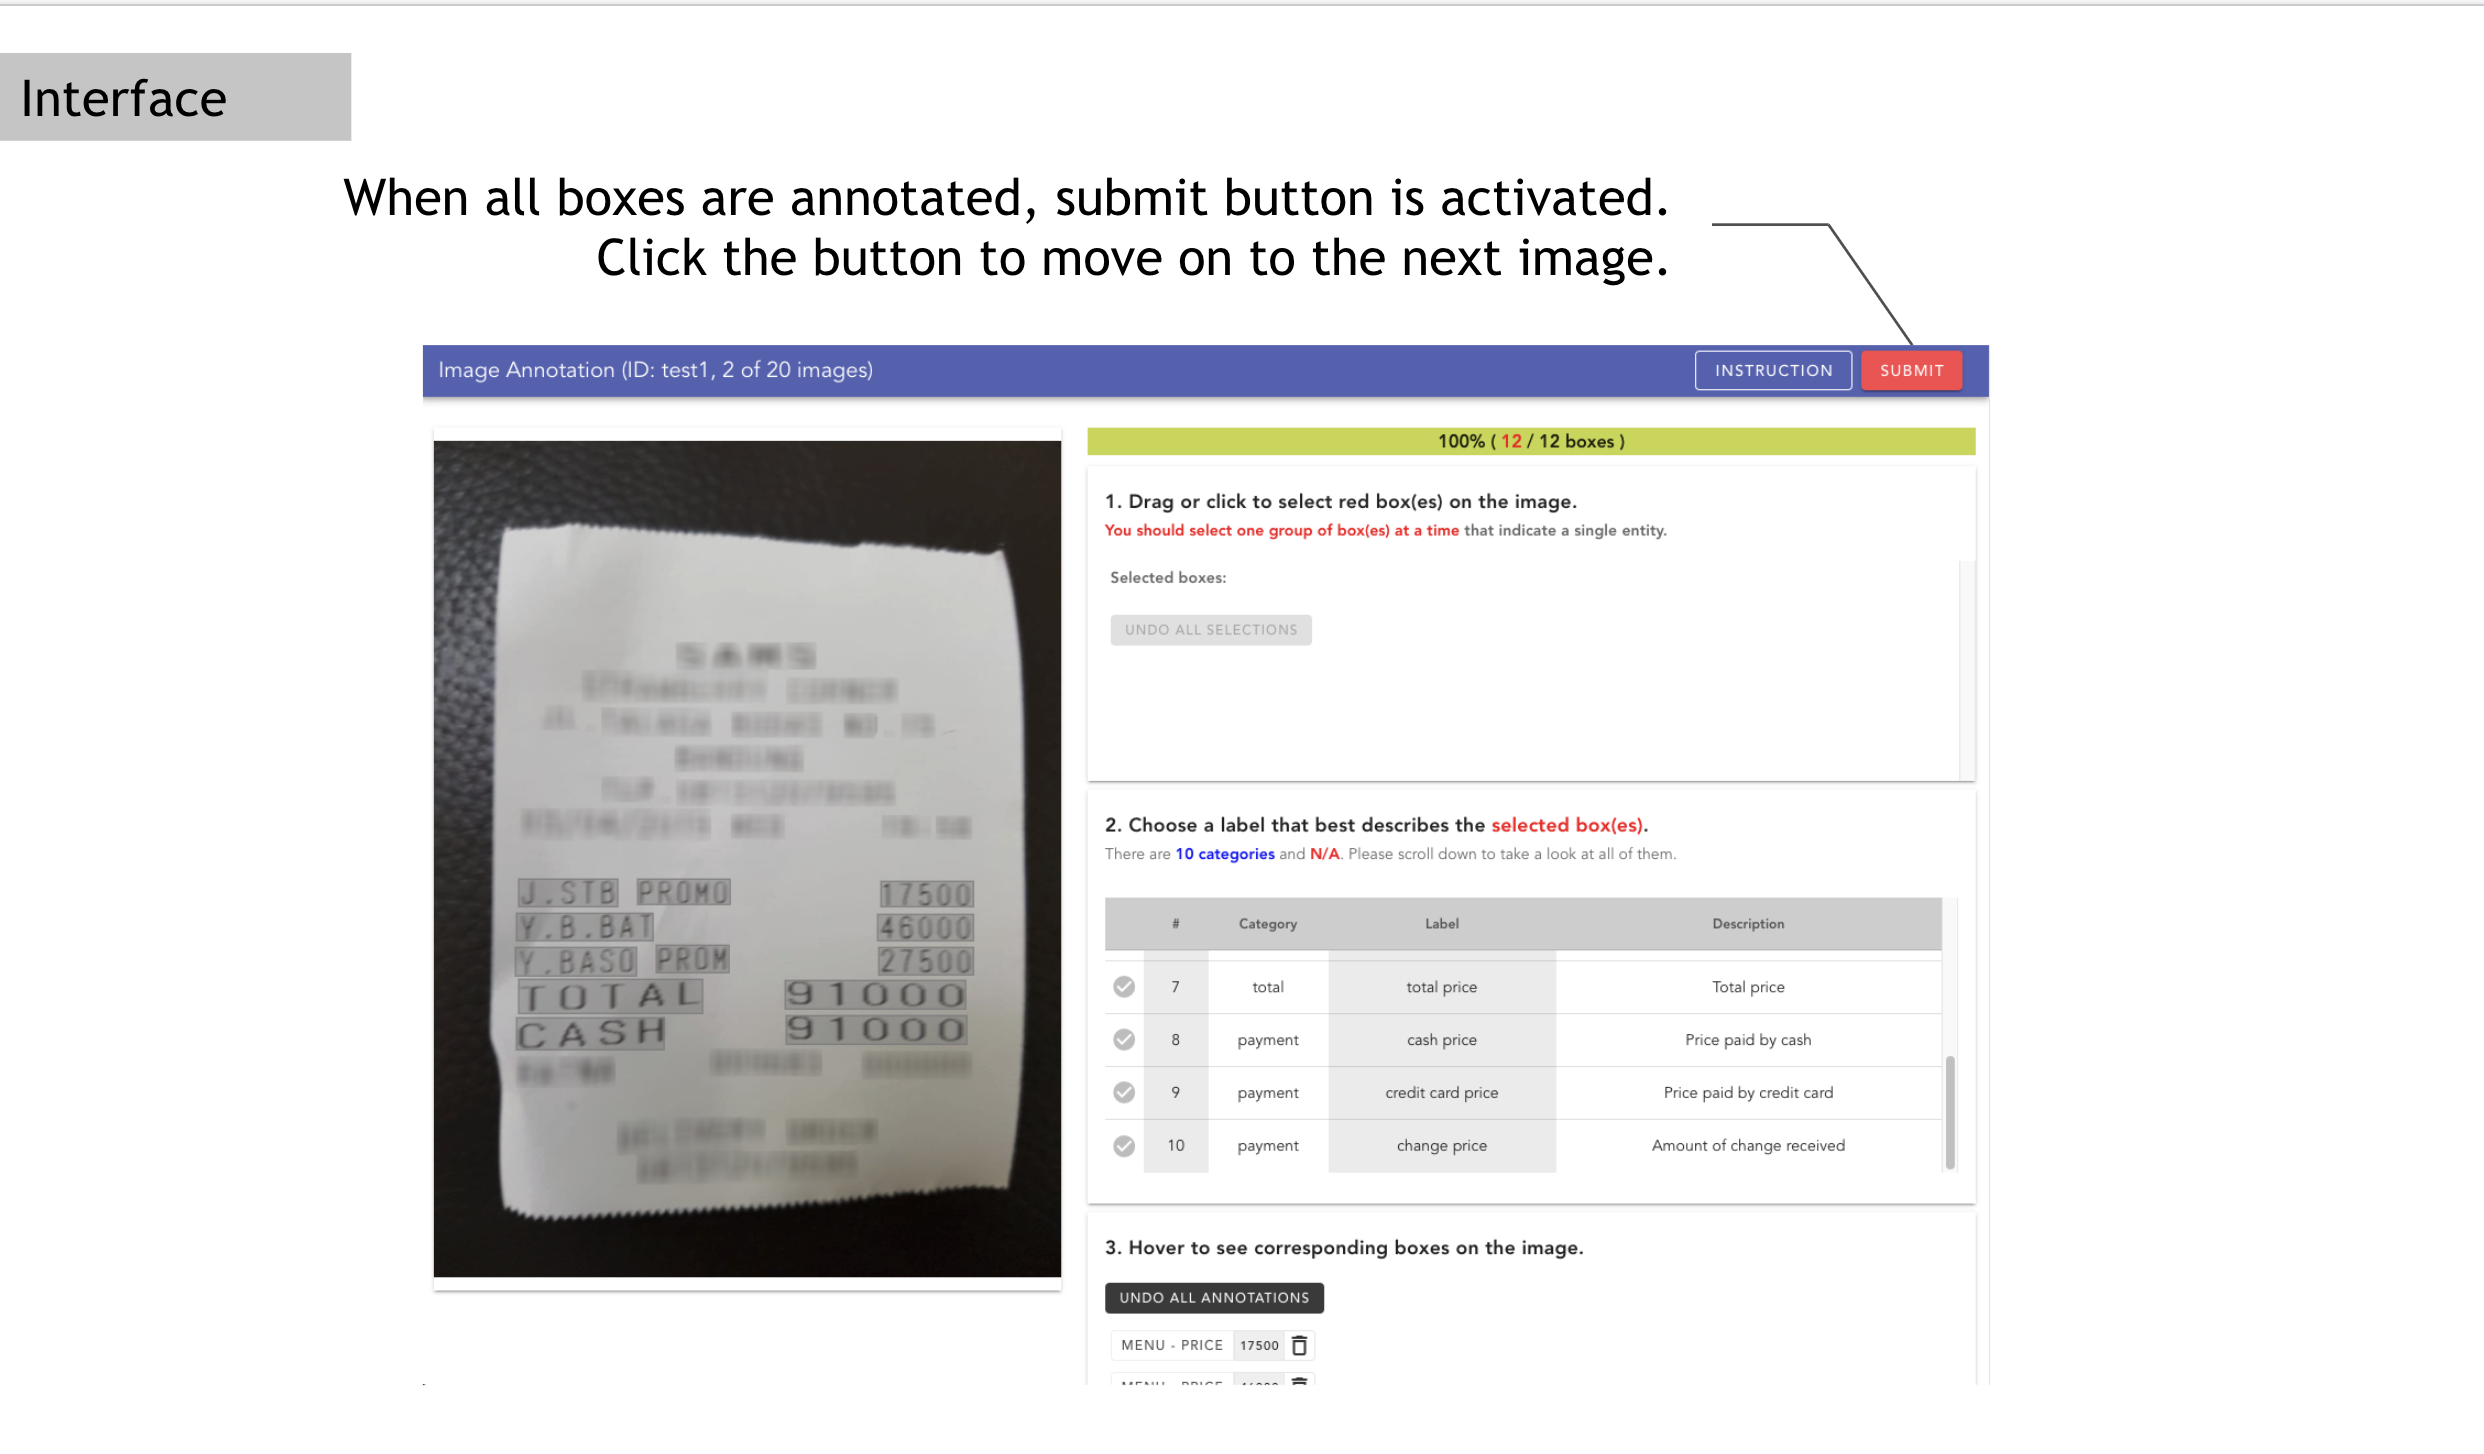 Interface
When all boxes are annotated, submit button is activated.
Click the button to move on to the next image.
Image Annotation (ID: test1, 2 of 20 images)
INSTRUCTION
SUBMIT
J.STB PROMO 17500
Y.B.BAT 46000
Y.BASO PROM 27500
TOTAL 91000
CASH 91000
100% ( 12 / 12 boxes )
1. Drag or click to select red box(es) on the image.
You should select one group of box(es) at a time that indicate a single entity.
Selected boxes:
UNDO ALL SELECTIONS
2. Choose a label that best describes the selected box(es).
There are 10 categories and N/A. Please scroll down to take a look at all of them.
# Category Label Description
7 total total price Total price
8 payment cash price Price paid by cash
9 payment credit card price Price paid by credit card
10 payment change price Amount of change received
3. Hover to see corresponding boxes on the image.
UNDO ALL ANNOTATIONS
MENU - PRICE 17500
MENU - PRICE